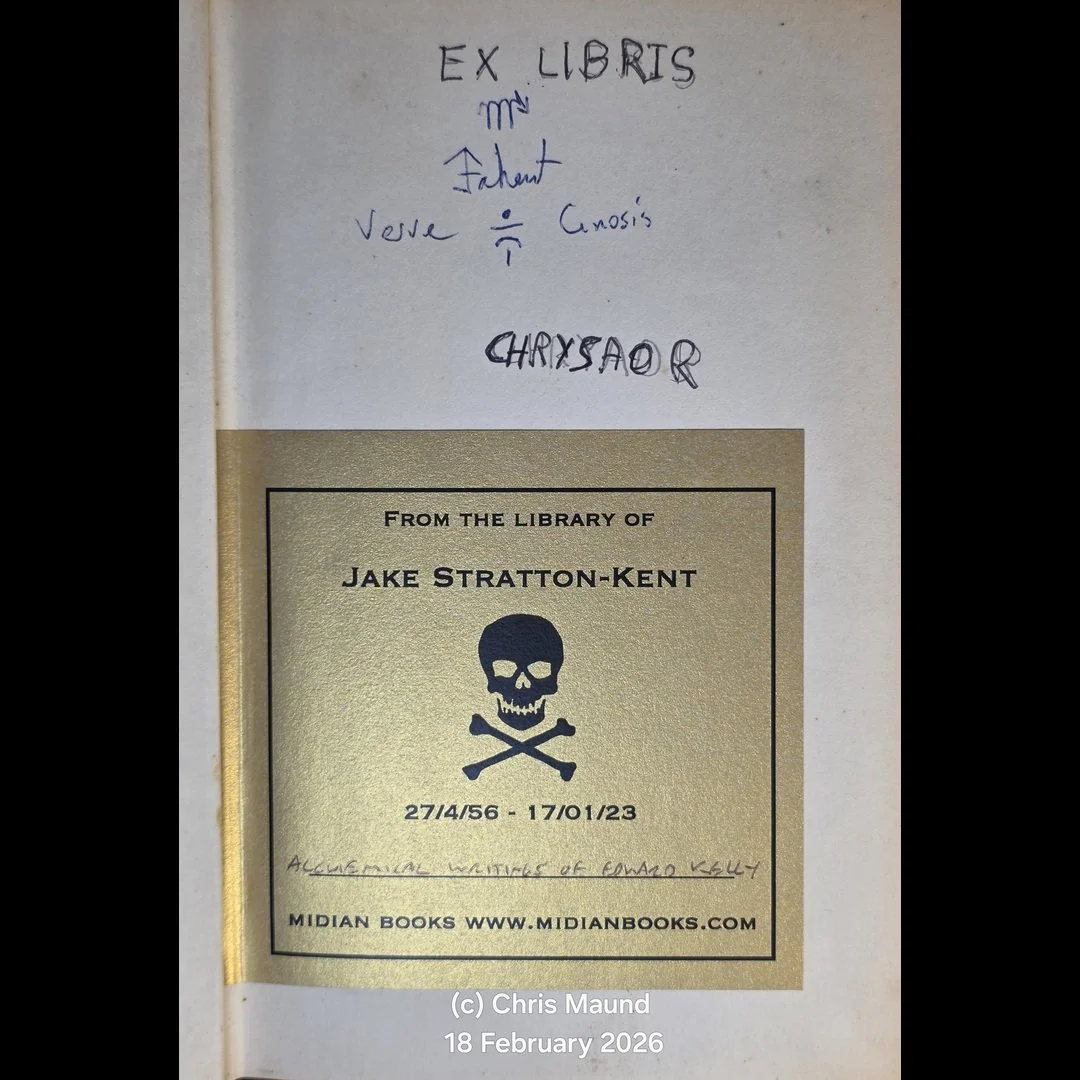 EX LIBRIS
Verve Gnosis
CHRYSAOR
FROM THE LIBRARY OF
JAKE STRATTON-KENT
27/4/56 - 17/01/23
ALCHEMICAL WRITINGS OF EDWARD KELLY
MIDIAN BOOKS WWW.MIDIANBOOKS.COM
(c) Chris Maund
18 February 2026